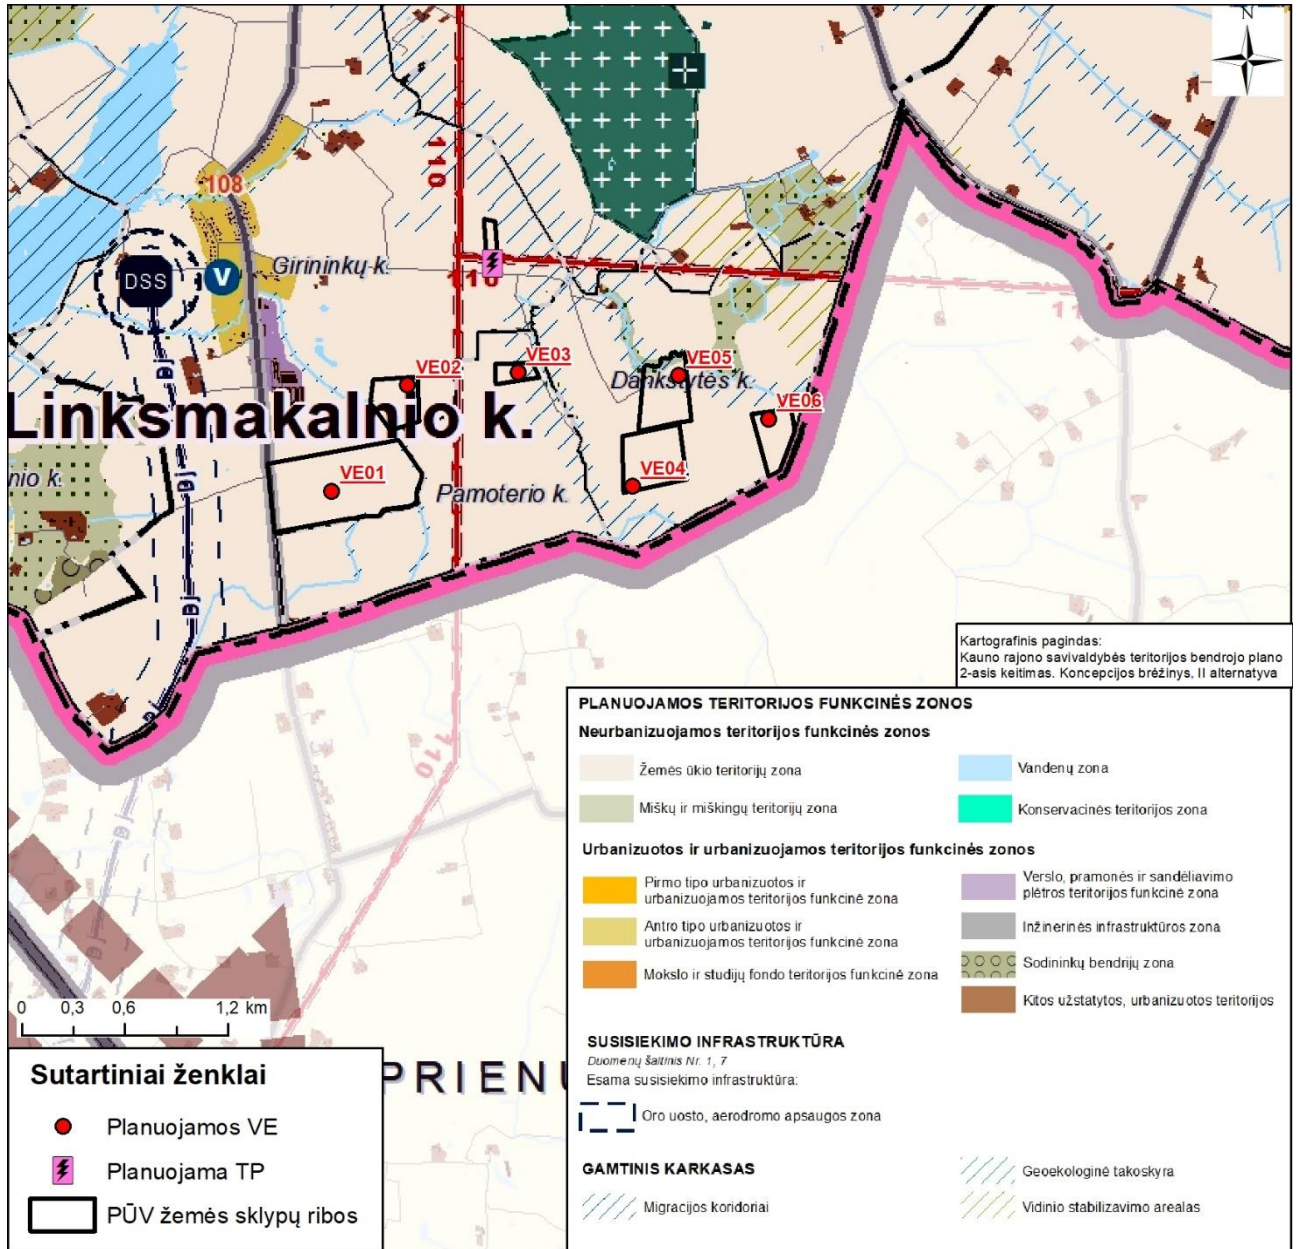 N
110
108
DSS
V
Girininkų k.
110
11
VE02
VE03
VE05
Dankštytės k.
VE06
Linksmakalnio k.
nio k.
VE01
VE04
Pamoterio k.
110
Kartografinis pagindas:
Kauno rajono savivaldybės teritorijos bendrojo plano
2-asis keitimas. Koncepcijos brėžinys, II alternatyva
PLANUOJAMOS TERITORIJOS FUNKCINĖS ZONOS
Neurbanizuojamos teritorijos funkcinės zonos
Žemės ūkio teritorijų zona
Vandenų zona
Miškų ir miškingų teritorijų zona
Konservacinės teritorijos zona
Urbanizuotos ir urbanizuojamos teritorijos funkcinės zonos
Pirmo tipo urbanizuotos ir
urbanizuojamos teritorijos funkcinė zona
Verslo, pramonės ir sandėliavimo
plėtros teritorijos funkcinė zona
Antro tipo urbanizuotos ir
urbanizuojamos teritorijos funkcinė zona
Inžinerinės infrastruktūros zona
Mokslo ir studijų fondo teritorijos funkcinė zona
Sodininkų bendrijų zona
Kitos užstatytos, urbanizuotos teritorijos
0 0,3 0,6 1,2 km
SUSISIEKIMO INFRASTRUKTŪRA
Duomenų šaltinis Nr. 1, 7
Esama susisiekimo infrastruktūra:
Oro uosto, aerodromo apsaugos zona
GAMTINIS KARKASAS
Geoekologinė takoskyra
Migracijos koridoriai
Vidinio stabilizavimo arealas
PRIENU
Sutartiniai ženklai
Planuojamos VE
Planuojama TP
PŪV žemės sklypų ribos